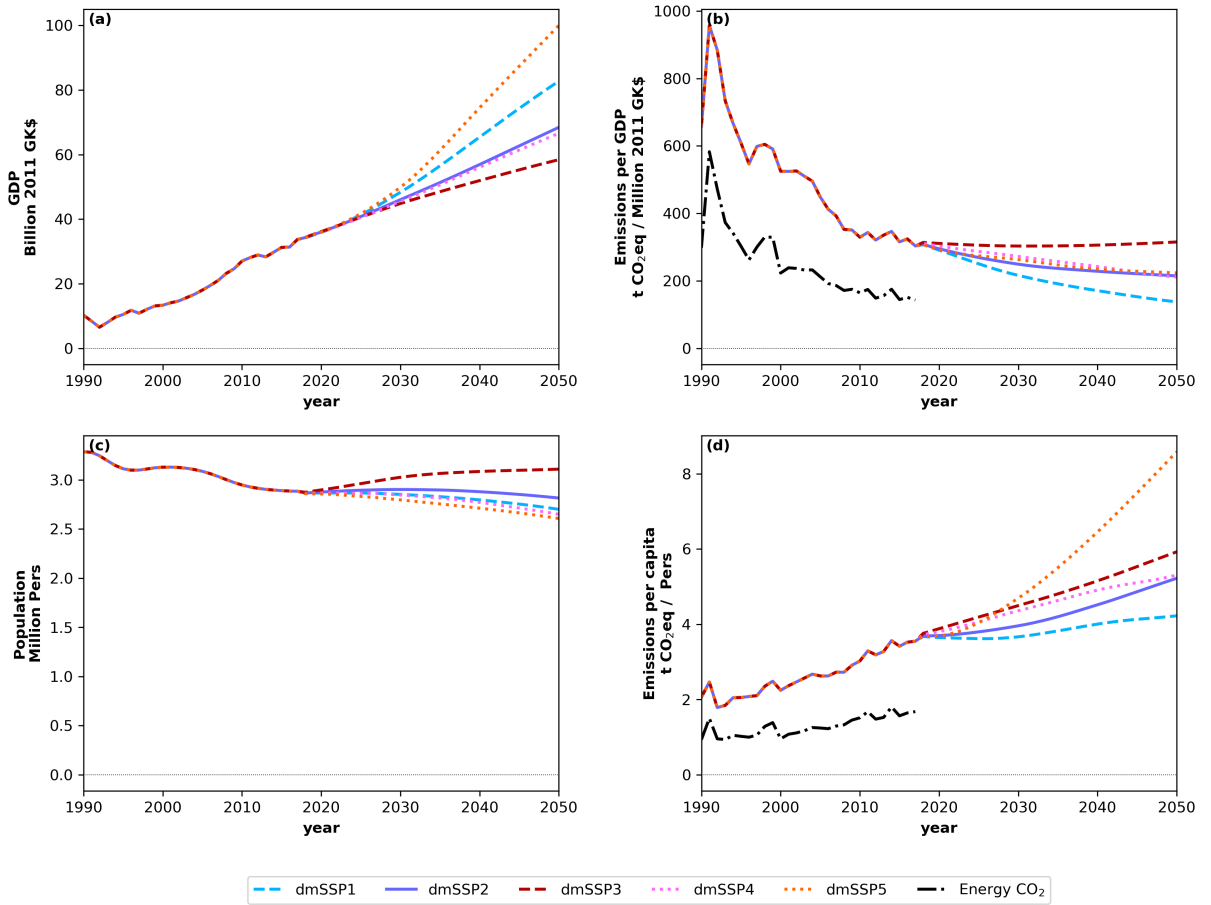 (a)
GDP
Billion 2011 GK$
100
80
60
40
20
0
1990 2000 2010 2020 2030 2040 2050
year
(b)
Emissions per GDP
t CO₂eq / Million 2011 GK$
1000
800
600
400
200
0
1990 2000 2010 2020 2030 2040 2050
year
(c)
Population
Million Pers
3.0
2.5
2.0
1.5
1.0
0.5
0.0
1990 2000 2010 2020 2030 2040 2050
year
(d)
Emissions per capita
t CO₂eq / Pers
8
6
4
2
0
1990 2000 2010 2020 2030 2040 2050
year
dmSSP1 dmSSP2 dmSSP3 dmSSP4 dmSSP5 Energy CO₂